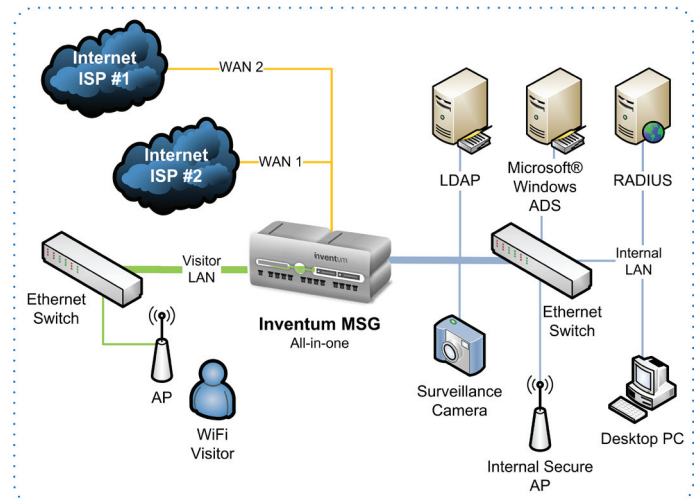 Internet
ISP #1
WAN 2
Internet
ISP #2
WAN 1
LDAP
Microsoft®
Windows
ADS
RADIUS
Visitor
LAN
inventum
Internal
LAN
Ethernet
Switch
Ethernet
Switch
Inventum MSG
All-in-one
AP
WiFi
Visitor
Surveillance
Camera
Internal Secure
AP
Desktop PC